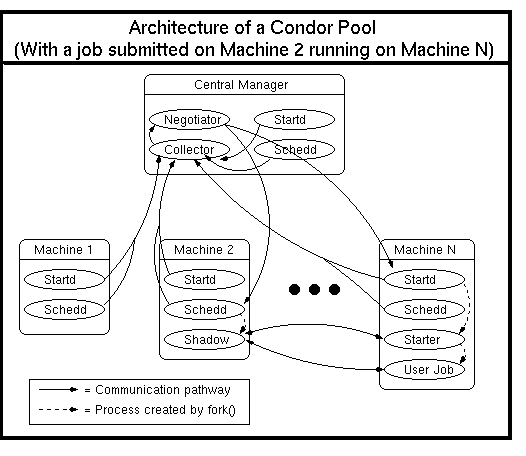 Architecture of a Condor Pool
(With a job submitted on Machine 2 running on Machine N)
Central Manager
Negotiator
Startd
Collector
Schedd
Machine 1
Startd
Schedd
Machine 2
Startd
Schedd
Shadow
Machine N
Startd
Schedd
Starter
User Job
= Communication pathway
= Process created by fork()